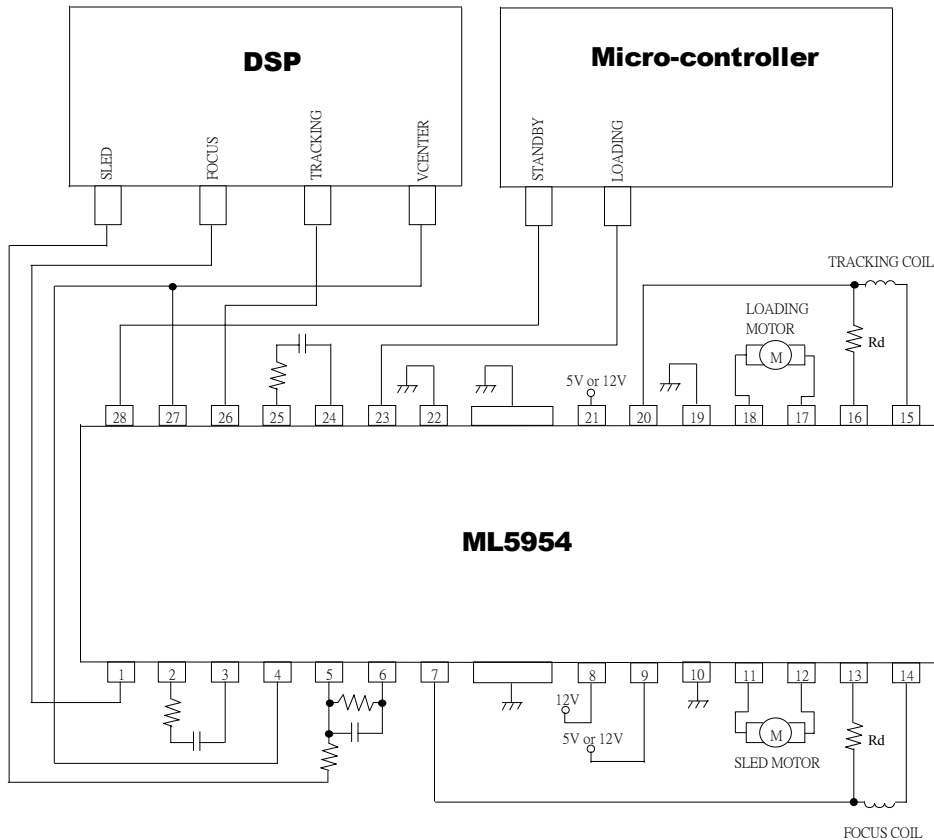 DSP
Micro-controller
SLED
FOCUS
TRACKING
VCENTER
STANDBY
LOADING
TRACKING COIL
LOADING
MOTOR
M
Rd
5V or 12V
28 27 26 25 24 23 22 21 20 19 18 17 16 15
ML5954
1 2 3 4 5 6 7 8 9 10 11 12 13 14
12V
5V or 12V
M
SLED MOTOR
Rd
FOCUS COIL